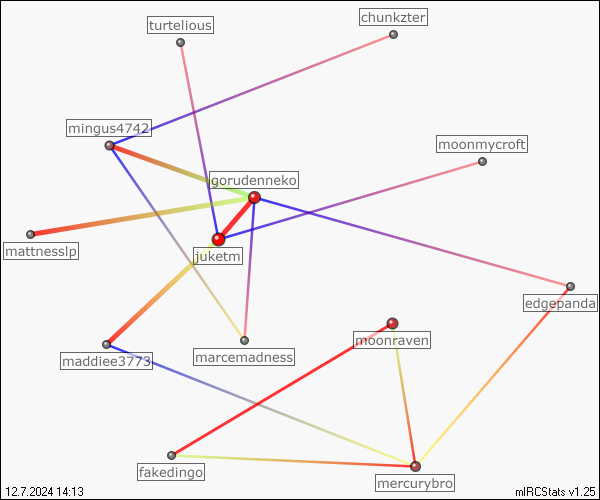 chunkzter
turtelious
mingus4742
moonmycroft
gorudenneko
mattnesslp
juketm
edgepanda
moonraven
marcemadness
maddiee3773
fakedingo
mercurybro
12.7.2024 14:13
mIRCStats v1.25